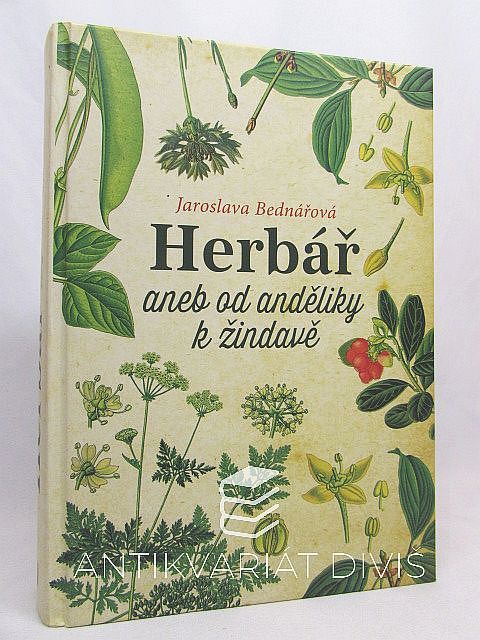 Jaroslava Bednářová
Herbář
aneb od anděliky
k žindavě
ANTIKVARIÁT DIVIŠ